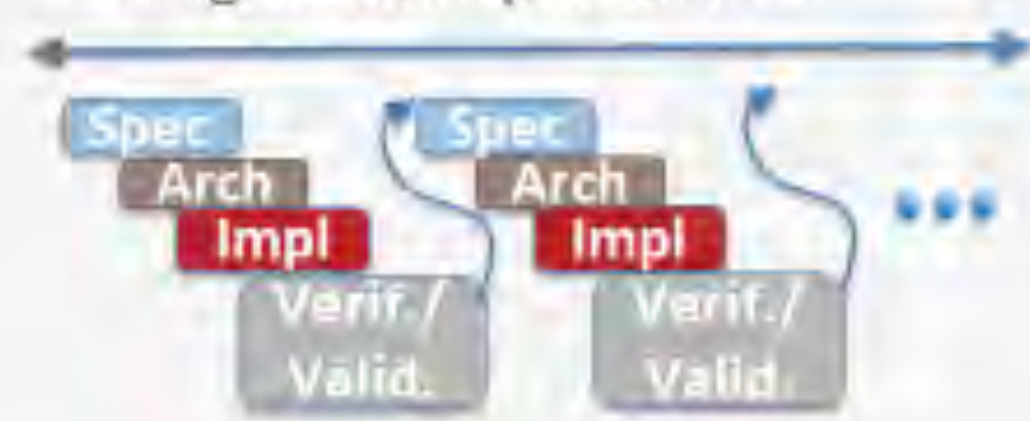 Spec
Arch
Impl
Verif./
Valid.
Spec
Arch
Impl
Verif./
Valid.